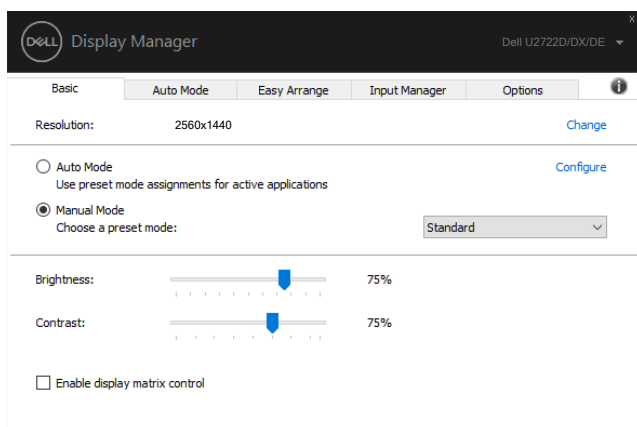 DELL Display Manager
Dell U2722D/DX/DE
x
Basic Auto Mode Easy Arrange Input Manager Options i
Resolution: 2560x1440 Change
Auto Mode Configure
Use preset mode assignments for active applications
Manual Mode
Choose a preset mode: Standard
Brightness: 75%
Contrast: 75%
Enable display matrix control